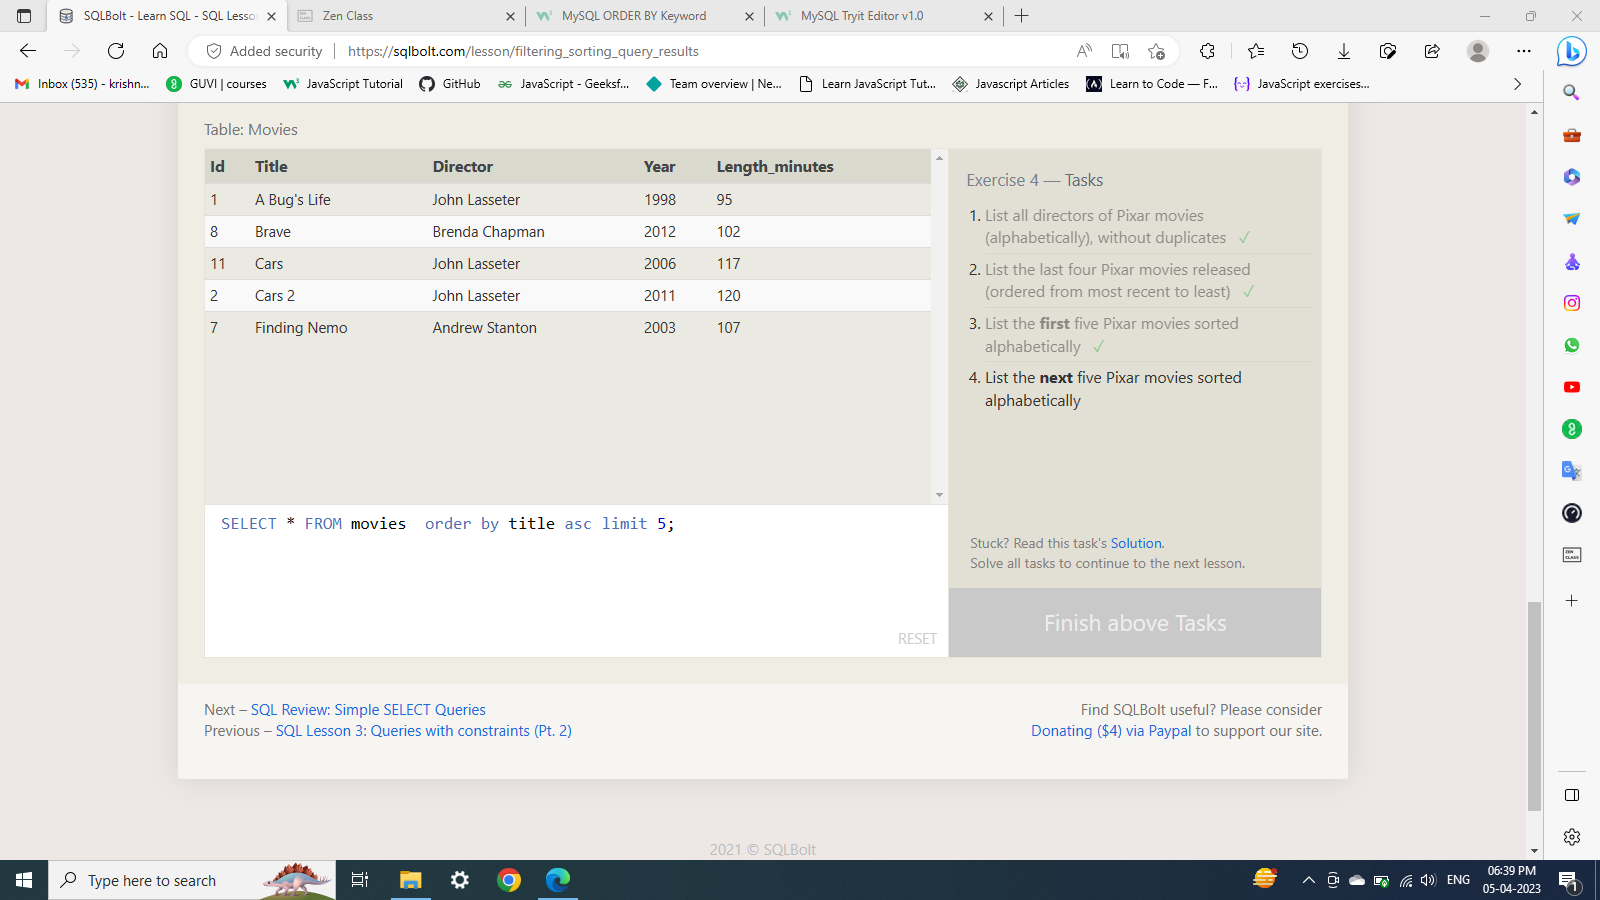 SQLBolt - Learn SQL - SQL Lesso
Zen Class
MySQL ORDER BY Keyword
MySQL Tryit Editor v1.0
Added security
https://sqlbolt.com/lesson/filtering_sorting_query_results
Inbox (535) - krishn...
GUVI | courses
JavaScript Tutorial
GitHub
JavaScript - Geeksf...
Team overview | Ne...
Learn JavaScript Tut...
Javascript Articles
Learn to Code — F...
JavaScript exercises...
Table: Movies
Id Title Director Year Length_minutes
1 A Bug's Life John Lasseter 1998 95
8 Brave Brenda Chapman 2012 102
11 Cars John Lasseter 2006 117
2 Cars 2 John Lasseter 2011 120
7 Finding Nemo Andrew Stanton 2003 107
SELECT * FROM movies  order by title asc limit 5;
RESET
Exercise 4 — Tasks
1. List all directors of Pixar movies
(alphabetically), without duplicates ✓
2. List the last four Pixar movies released
(ordered from most recent to least) ✓
3. List the first five Pixar movies sorted
alphabetically ✓
4. List the next five Pixar movies sorted
alphabetically
Stuck? Read this task's Solution.
Solve all tasks to continue to the next lesson.
Finish above Tasks
Next – SQL Review: Simple SELECT Queries
Previous – SQL Lesson 3: Queries with constraints (Pt. 2)
Find SQLBolt useful? Please consider
Donating ($4) via Paypal to support our site.
2021 © SQLBolt
Type here to search
ENG
06:39 PM
05-04-2023
1